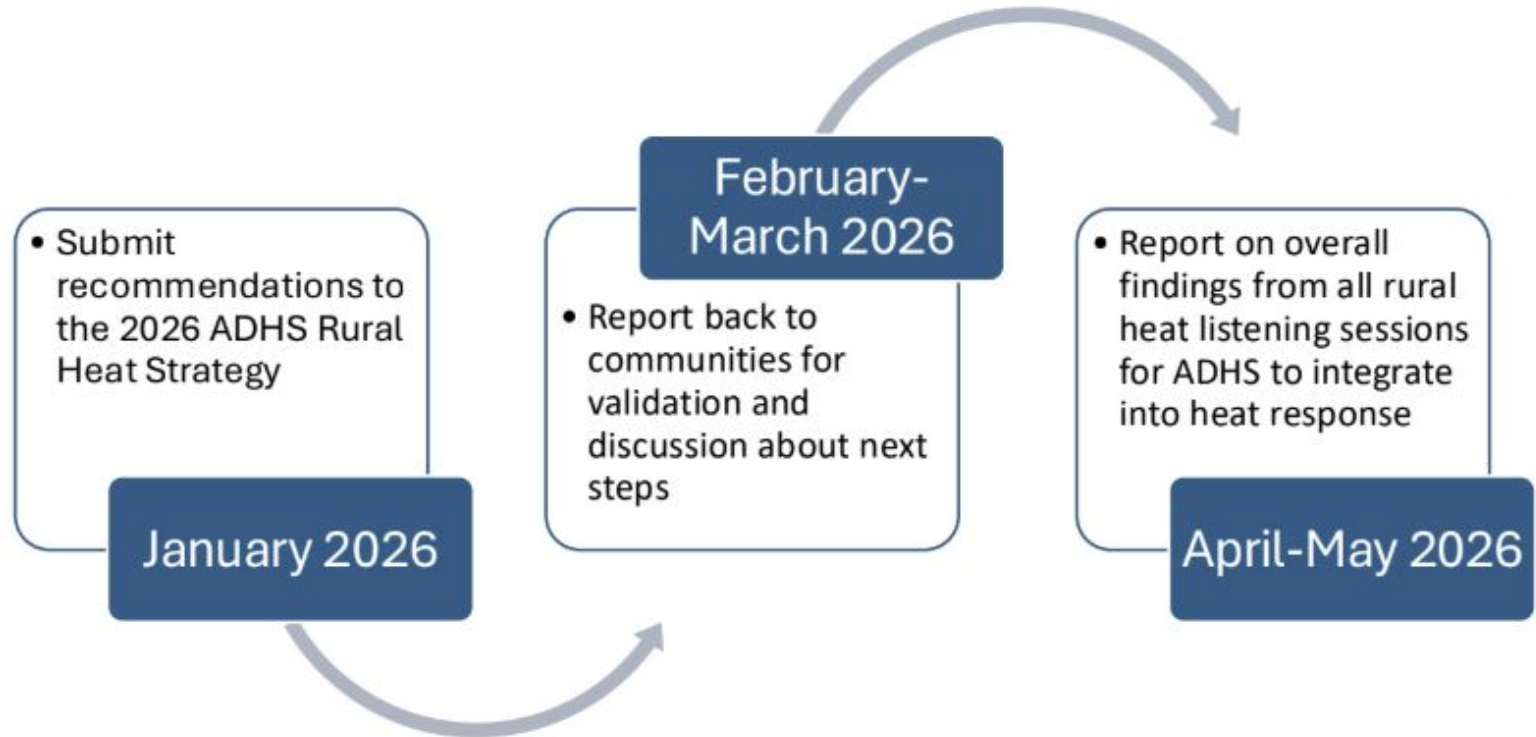 • Submit
recommendations to
the 2026 ADHS Rural
Heat Strategy
January 2026
February-
March 2026
• Report back to
communities for
validation and
discussion about next
steps
• Report on overall
findings from all rural
heat listening sessions
for ADHS to integrate
into heat response
April-May 2026